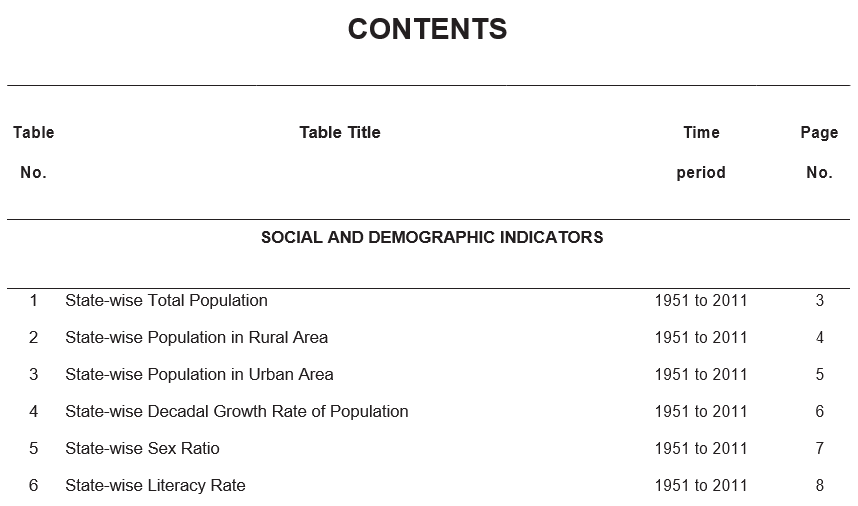 CONTENTS
Table Table Title Time Page
No. period No.
SOCIAL AND DEMOGRAPHIC INDICATORS
1 State-wise Total Population 1951 to 2011 3
2 State-wise Population in Rural Area 1951 to 2011 4
3 State-wise Population in Urban Area 1951 to 2011 5
4 State-wise Decadal Growth Rate of Population 1951 to 2011 6
5 State-wise Sex Ratio 1951 to 2011 7
6 State-wise Literacy Rate 1951 to 2011 8